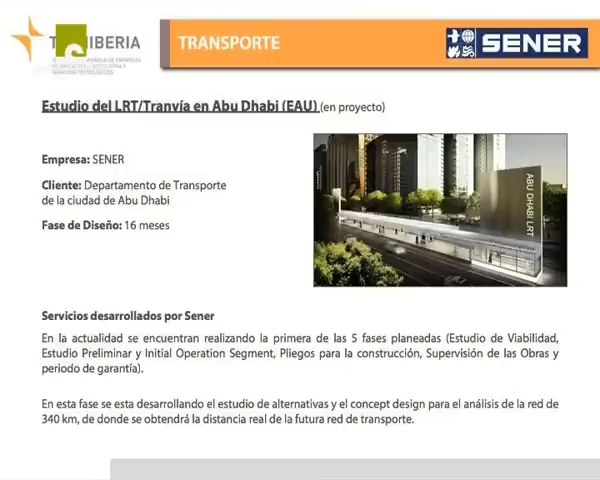 IBERIA
TRANSPORTE
SENER
Estudio del LRT/Tranvía en Abu Dhabi (EAU) (en proyecto)
Empresa: SENER
Cliente: Departamento de Transporte
de la ciudad de Abu Dhabi
Fase de Diseño: 16 meses
ABU DHABI LRT
Servicios desarrollados por Sener
En la actualidad se encuentran realizando la primera de las 5 fases planeadas (Estudio de Viabilidad,
Estudio Preliminar y Initial Operation Segment, Pliegos para la construcción, Supervisión de las Obras y
periodo de garantía).
En esta fase se esta desarrollando el estudio de alternativas y el concept design para el análisis de la red de
340 km, de donde se obtendrá la distancia real de la futura red de transporte.